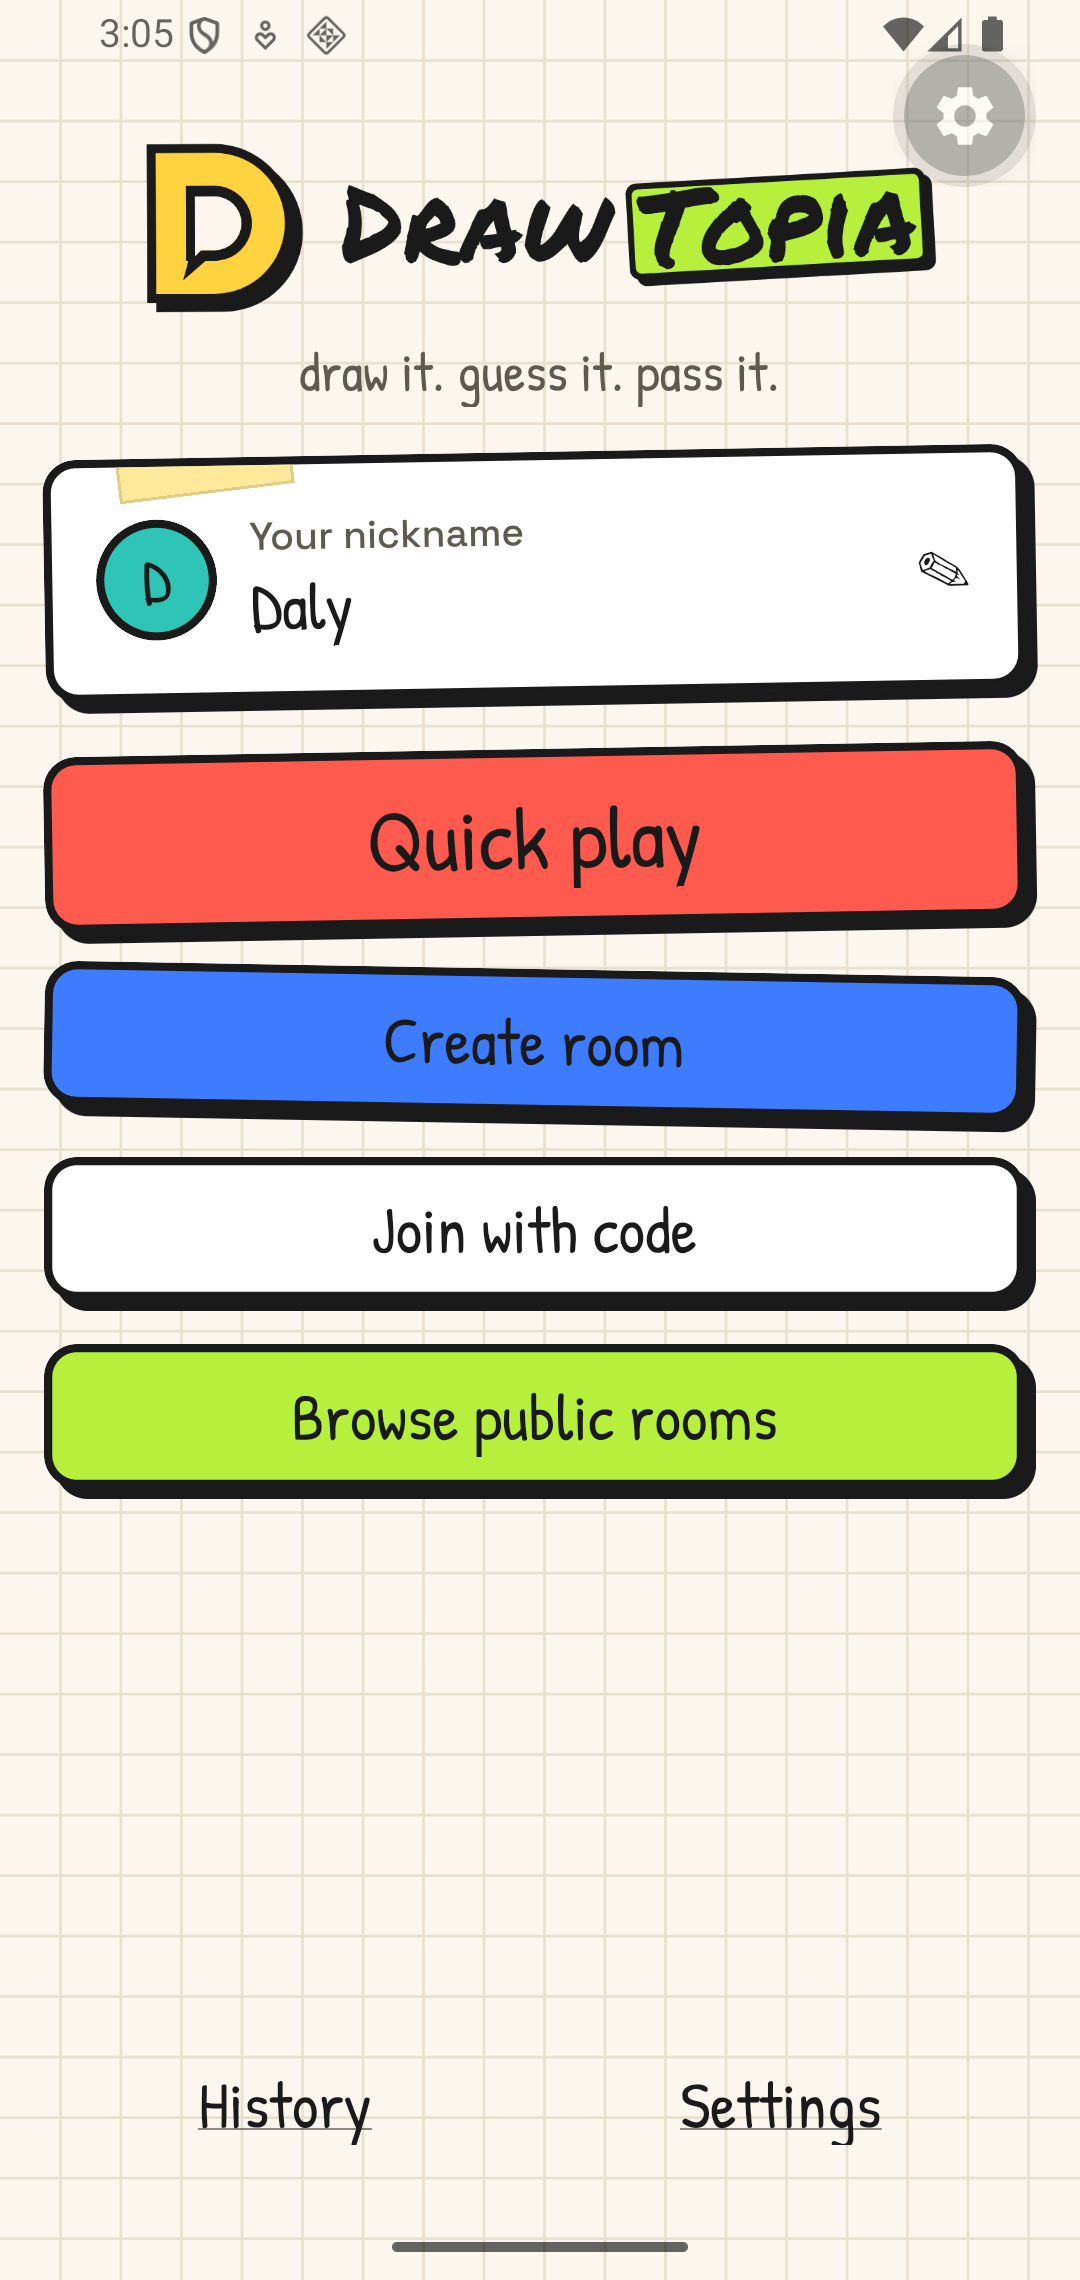 3:05
D DRAW TOPIA
draw it. guess it. pass it.
D
Your nickname
Daly
Quick play
Create room
Join with code
Browse public rooms
History
Settings